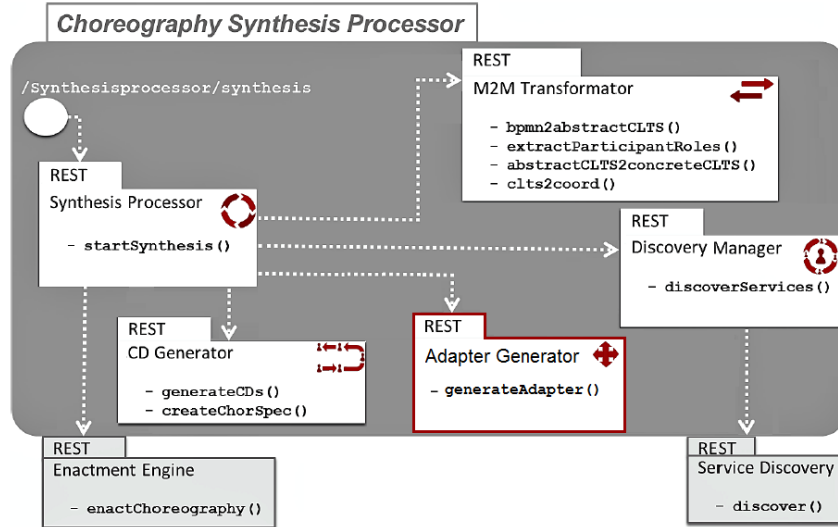 Choreography Synthesis Processor
/Synthesisprocessor/synthesis
REST
M2M Transformator
- bpmn2abstractCLTS()
- extractParticipantRoles()
- abstractCLTS2concreteCLTS()
- clts2coord()
REST
Synthesis Processor
- startSynthesis()
REST
Discovery Manager
- discoverServices()
REST
CD Generator
- generateCDs()
- createChorSpec()
REST
Adapter Generator
- generateAdapter()
REST
Enactment Engine
- enactChoreography()
REST
Service Discovery
- discover()